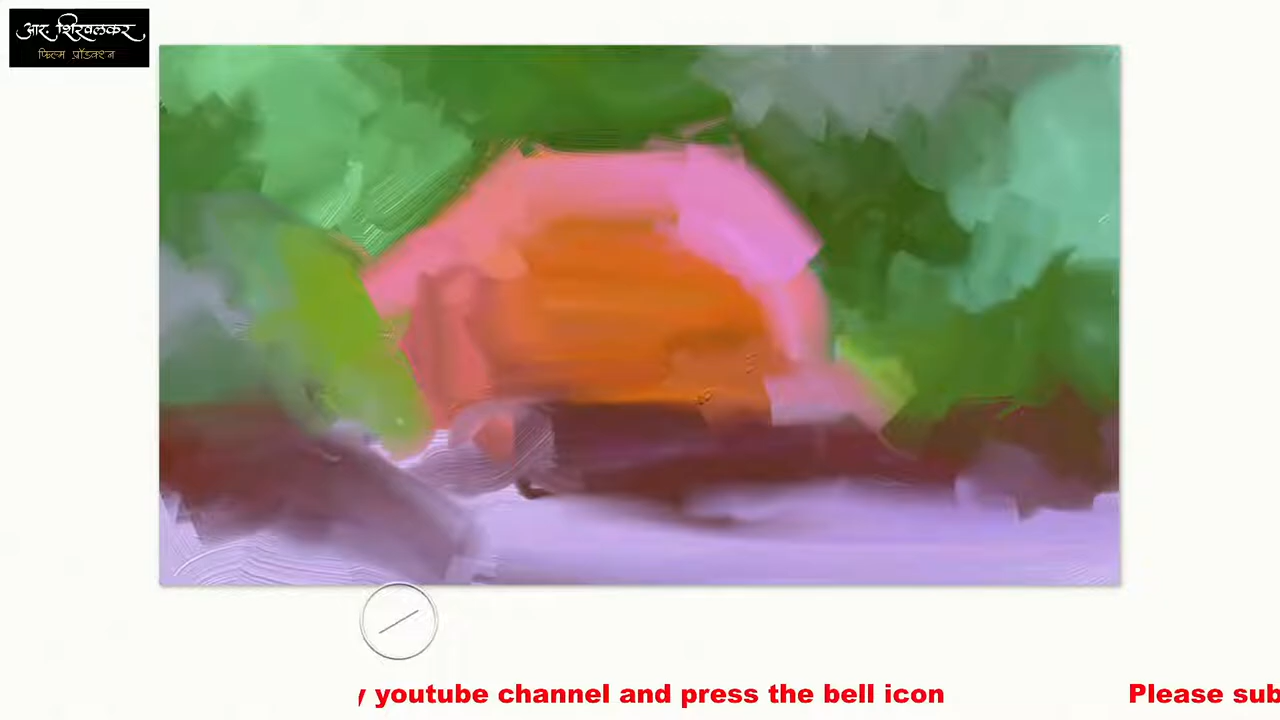 आर. शिरवलकर
फिल्म प्रॉडक्शन
youtube channel and press the bell icon
Please sub